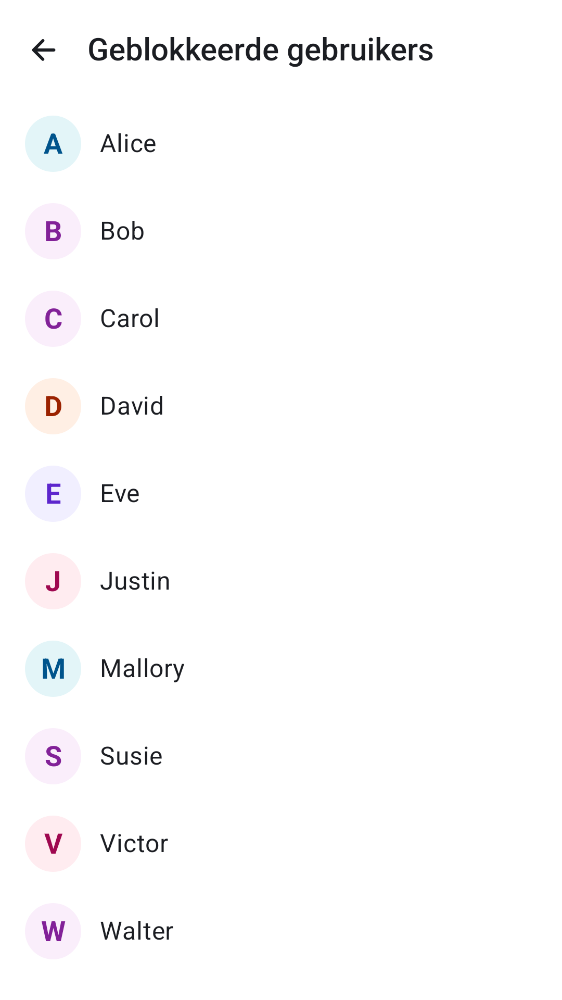 Geblokkeerde gebruikers
A Alice
B Bob
C Carol
D David
E Eve
J Justin
M Mallory
S Susie
V Victor
W Walter